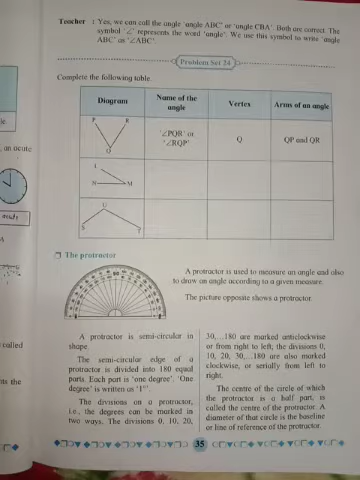 Teacher : Yes, we can call the angle 'angle ABC' or 'angle CBA'. Both are correct. The
symbol '∠' represents the word 'angle'. We use this symbol to write 'angle
ABC' as '∠ABC'.
Problem Set 24
Complete the following table.
Diagram
Name of the angle
Vertex
Arms of an angle
P R
Q
'∠PQR' or
'∠RQP'
Q
QP and QR
L
N M
U
S T
The protractor
A protractor is used to measure an angle and also
to draw an angle according to a given measure.
The picture opposite shows a protractor.
A protractor is semi-circular in
shape.
The semi-circular edge of a
protractor is divided into 180 equal
parts. Each part is 'one degree'. 'One
degree' is written as '1°'.
The divisions on a protractor,
i.e., the degrees can be marked in
two ways. The divisions 0, 10, 20,
30,...180 are marked anticlockwise
or from right to left; the divisions 0,
10, 20, 30,...180 are also marked
clockwise, or serially from left to
right.
The centre of the circle of which
the protractor is a half part, is
called the centre of the protractor. A
diameter of that circle is the baseline
or line of reference of the protractor.
35
, an acute
acute
called